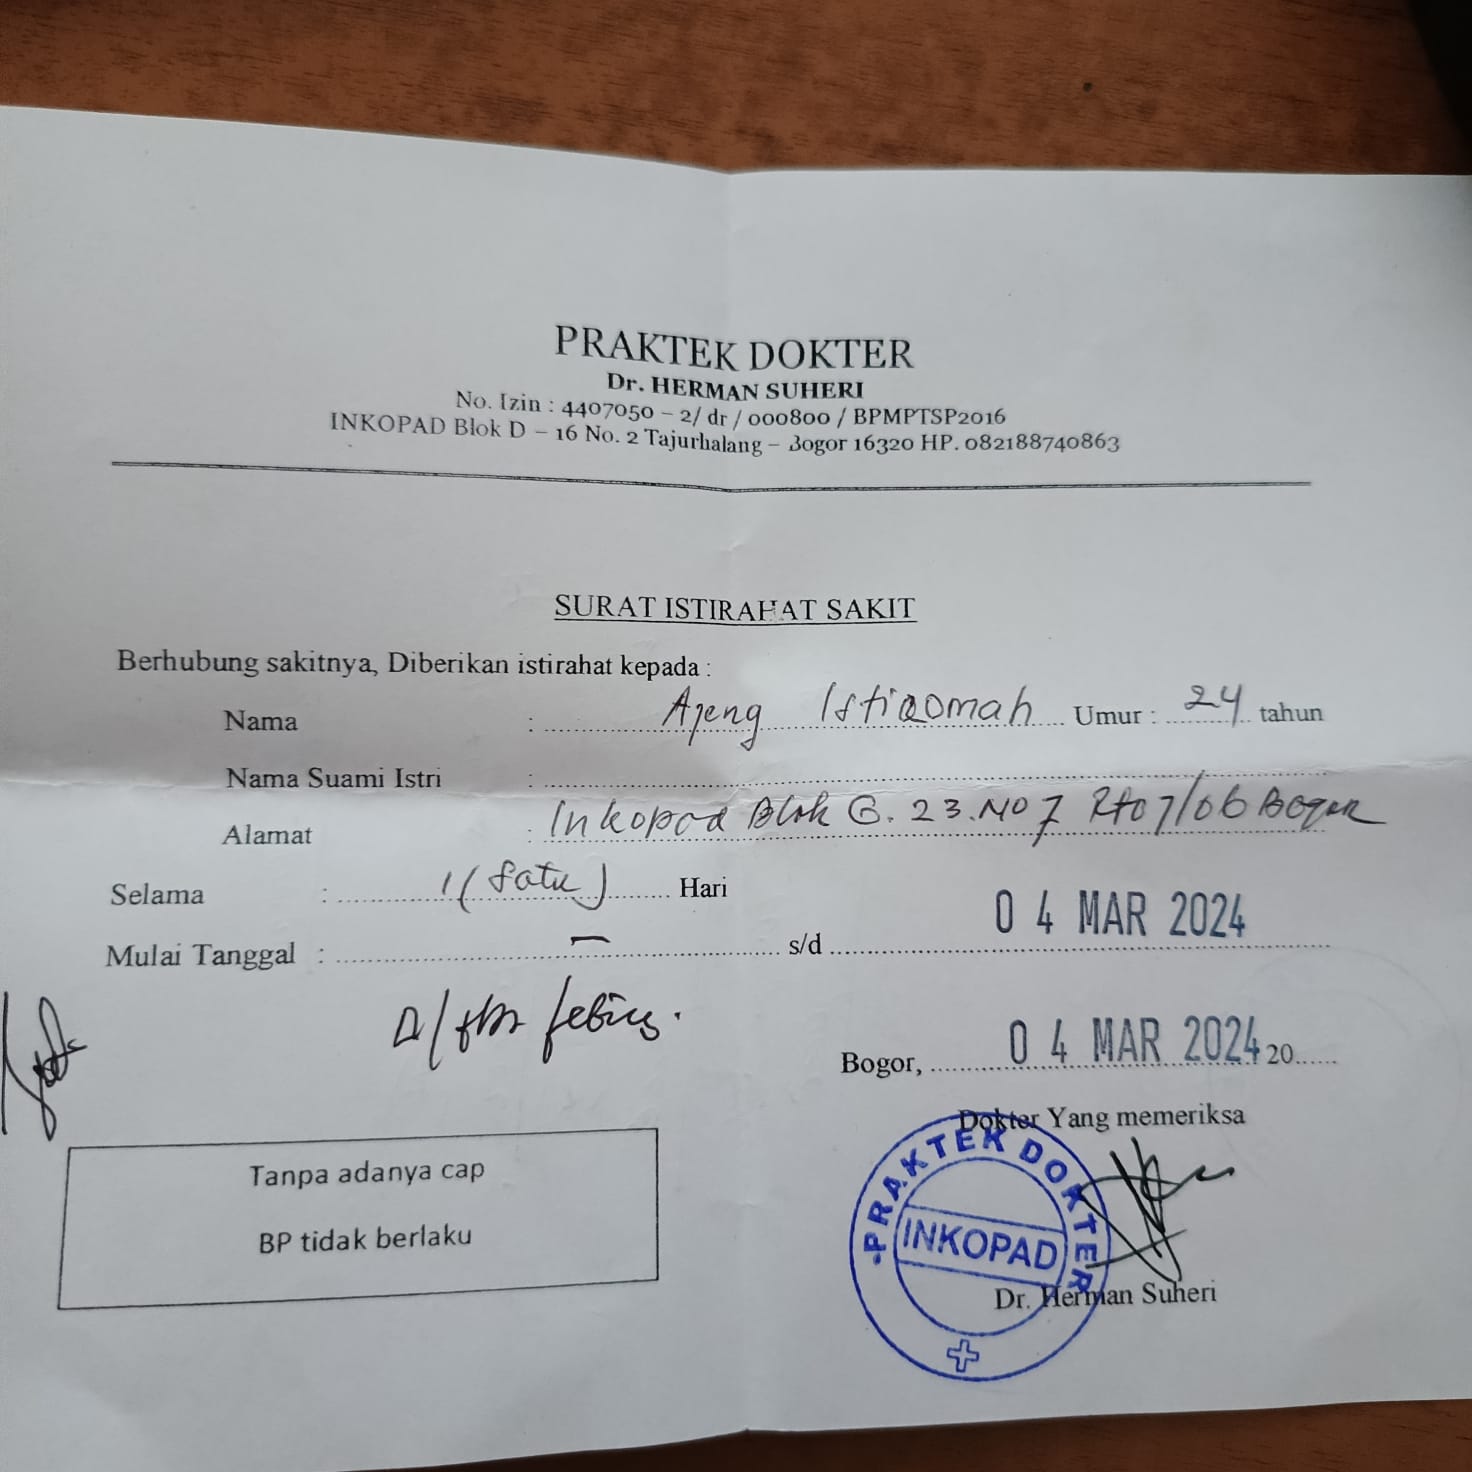 PRAKTEK DOKTER
Dr. HERMAN SUHERI
No. Izin : 4407050 – 2/ dr / 000800 / BPMPTSP2016
INKOPAD Blok D – 16 No. 2 Tajurhalang – Bogor 16320 HP. 082188740863
SURAT ISTIRAHAT SAKIT
Berhubung sakitnya, Diberikan istirahat kepada :
Nama : Ajeng Istiqomah Umur : 24 tahun
Nama Suami Istri :
Alamat : Inkopad Blok G. 23. No 7 Rt 07/06 Bogor
Selama : 1 (Satu) Hari
Mulai Tanggal : – s/d 04 MAR 2024
Bogor, 04 MAR 2024 20......
Dokter Yang memeriksa
Tanpa adanya cap
BP tidak berlaku
PRAKTEK DOKTER
INKOPAD
Dr. Herman Suheri